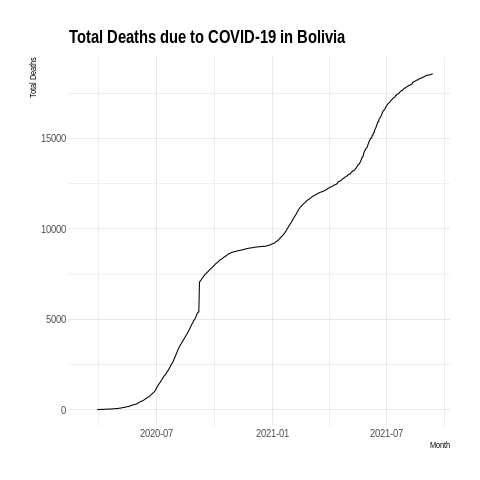 Total Deaths due to COVID-19 in Bolivia
Total Deaths
15000
10000
5000
0
2020-07 2021-01 2021-07
Month